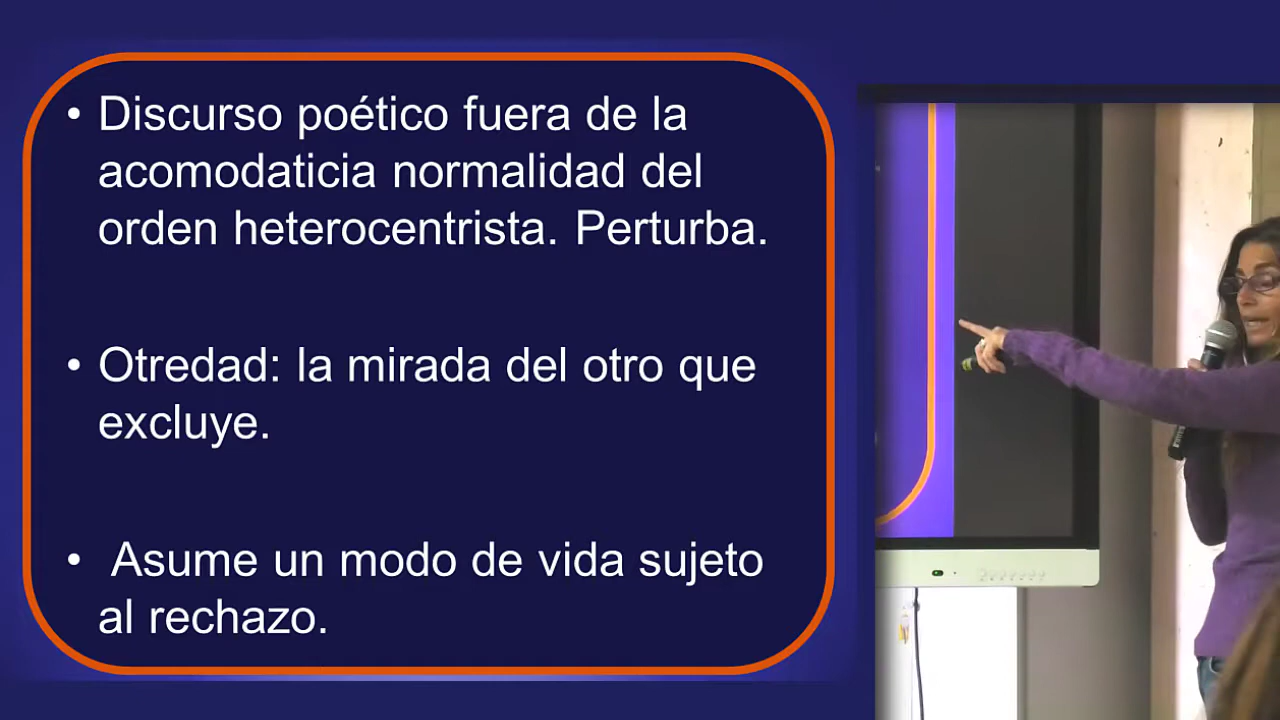 • Discurso poético fuera de la
acomodaticia normalidad del
orden heterocentrista. Perturba.
• Otredad: la mirada del otro que
excluye.
• Asume un modo de vida sujeto
al rechazo.